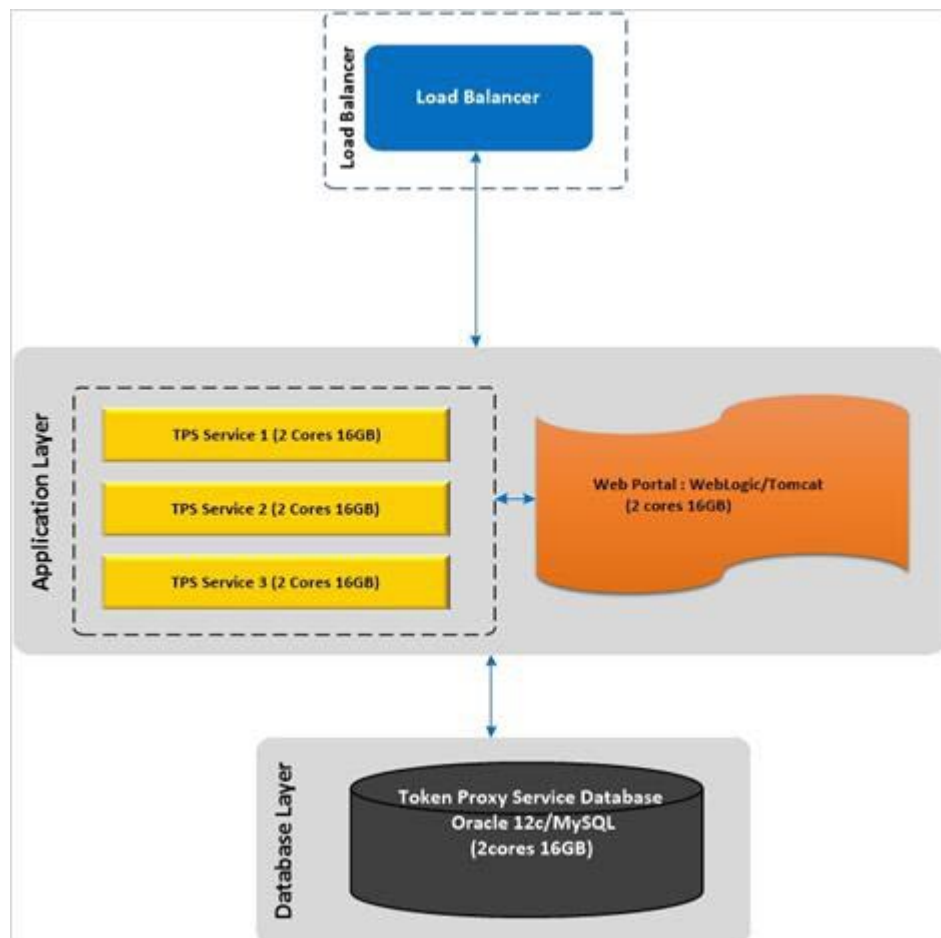 Load Balancer
Load Balancer
Application Layer
TPS Service 1 (2 Cores 16GB)
TPS Service 2 (2 Cores 16GB)
TPS Service 3 (2 Cores 16GB)
Web Portal : WebLogic/Tomcat
(2 cores 16GB)
Database Layer
Token Proxy Service Database
Oracle 12c/MySQL
(2cores 16GB)